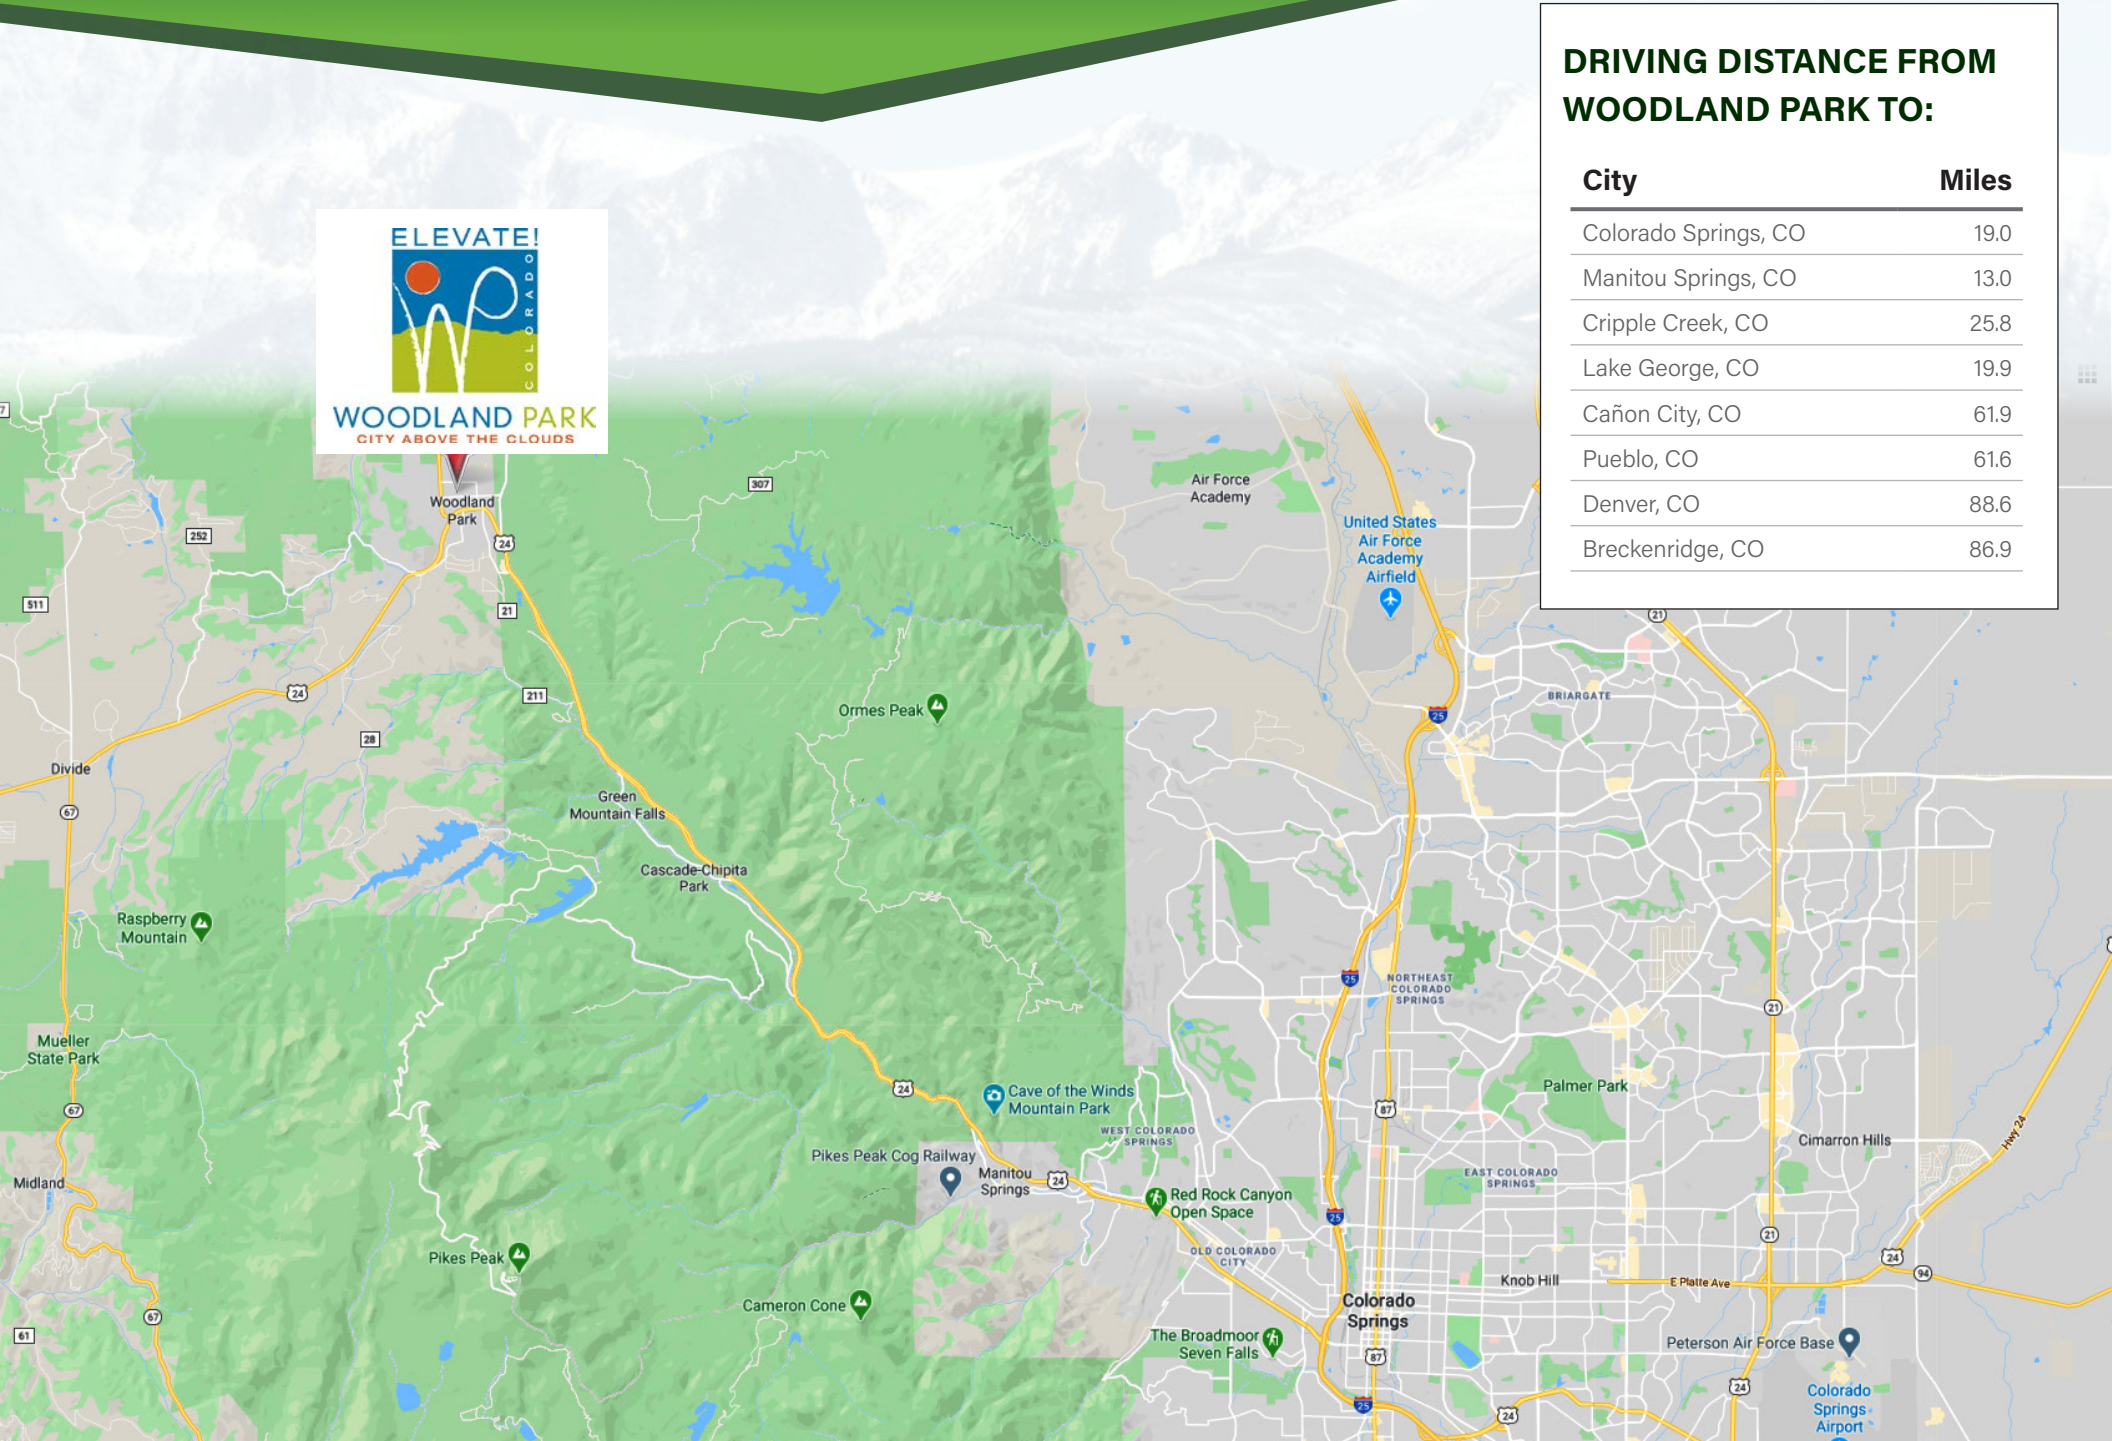 DRIVING DISTANCE FROM
WOODLAND PARK TO:
City Miles
Colorado Springs, CO 19.0
Manitou Springs, CO 13.0
Cripple Creek, CO 25.8
Lake George, CO 19.9
Cañon City, CO 61.9
Pueblo, CO 61.6
Denver, CO 88.6
Breckenridge, CO 86.9
ELEVATE!
WP
COLORADO
WOODLAND PARK
CITY ABOVE THE CLOUDS
7
Woodland
Park
307
252
24
511
21
211
24
28
Divide
67
Green
Mountain Falls
Cascade-Chipita
Park
Ormes Peak
Air Force
Academy
United States
Air Force
Academy
Airfield
21
BRIARGATE
25
Raspberry
Mountain
25
NORTHEAST
COLORADO
SPRINGS
21
Mueller
State Park
67
24
Cave of the Winds
Mountain Park
WEST COLORADO
SPRINGS
Palmer Park
87
Hwy 24
Cimarron Hills
Pikes Peak Cog Railway
Manitou
Springs
24
EAST COLORADO
SPRINGS
Midland
Red Rock Canyon
Open Space
25
21
OLD COLORADO
CITY
24
94
Pikes Peak
Knob Hill
E Platte Ave
Cameron Cone
Colorado
Springs
67
61
The Broadmoor
Seven Falls
87
Peterson Air Force Base
24
25
24
Colorado
Springs
Airport